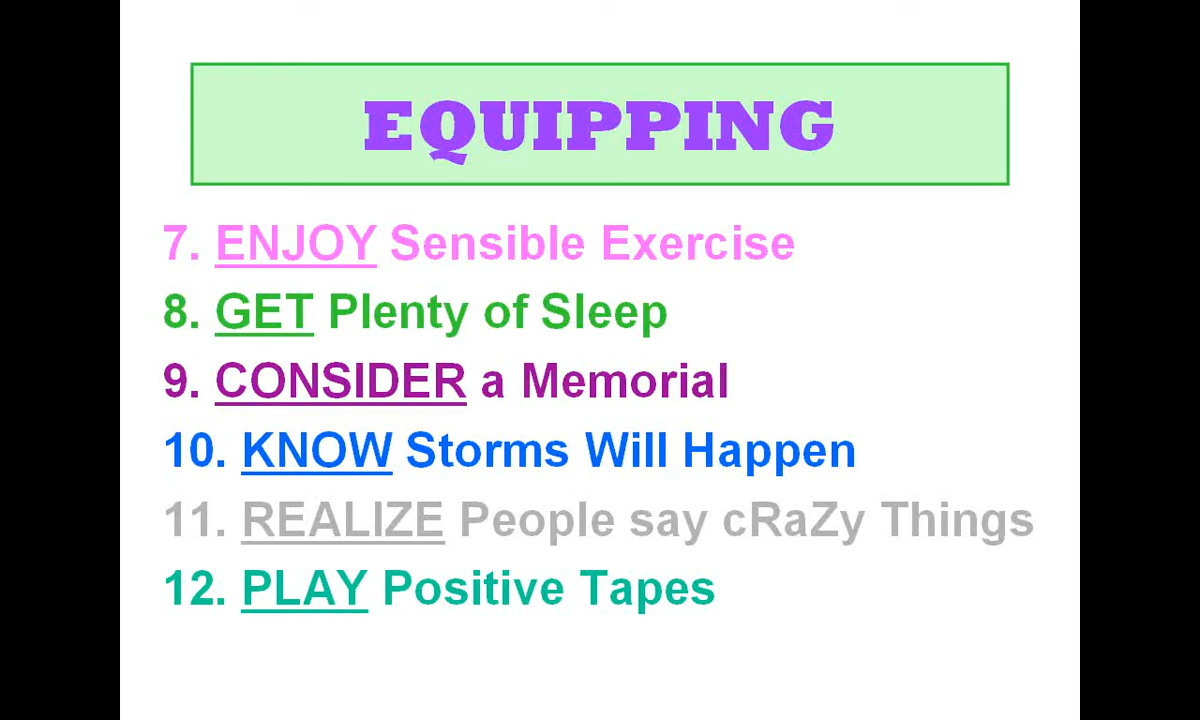 EQUIPPING
7. ENJOY Sensible Exercise
8. GET Plenty of Sleep
9. CONSIDER a Memorial
10. KNOW Storms Will Happen
11. REALIZE People say cRaZy Things
12. PLAY Positive Tapes